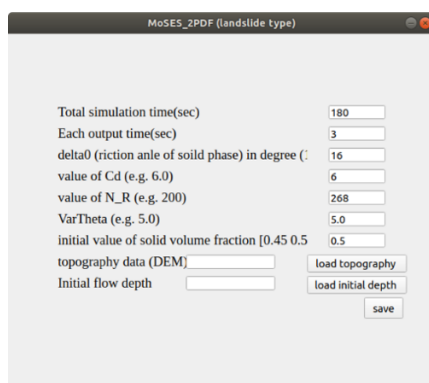 MoSES_2PDF (landslide type)
Total simulation time(sec) 180
Each output time(sec) 3
delta0 (riction anle of soild phase) in degree ( 16
value of Cd (e.g. 6.0) 6
value of N_R (e.g. 200) 268
VarTheta (e.g. 5.0) 5.0
initial value of solid volume fraction [0.45 0.5 0.5
topography data (DEM) load topography
Initial flow depth load initial depth
save